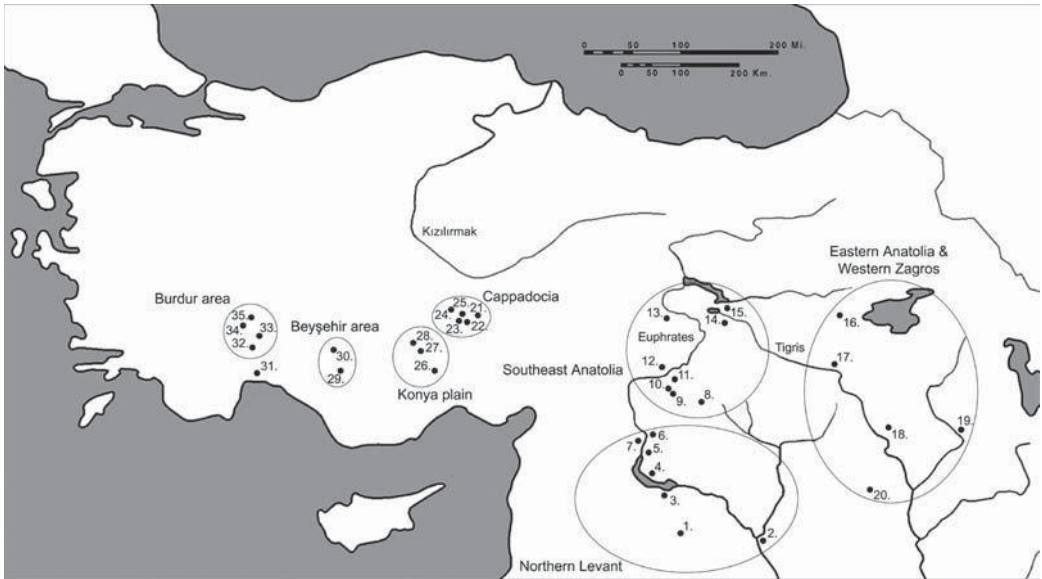 0 50 100 200 Mi.
0 50 100 200 Km.
Kızılırmak
Eastern Anatolia &
Western Zagros
Burdur area
Cappadocia
25. 21.
24.
23. 22.
35.
34. 33.
32.
31.
Beyşehir area
30.
29.
28.
27.
26.
Konya plain
15.
14.
13.
Euphrates
12.
11.
10.
9. 8.
Southeast Anatolia
Tigris
16.
17.
18. 19.
20.
7. 6.
5.
4.
3.
1. 2.
Northern Levant